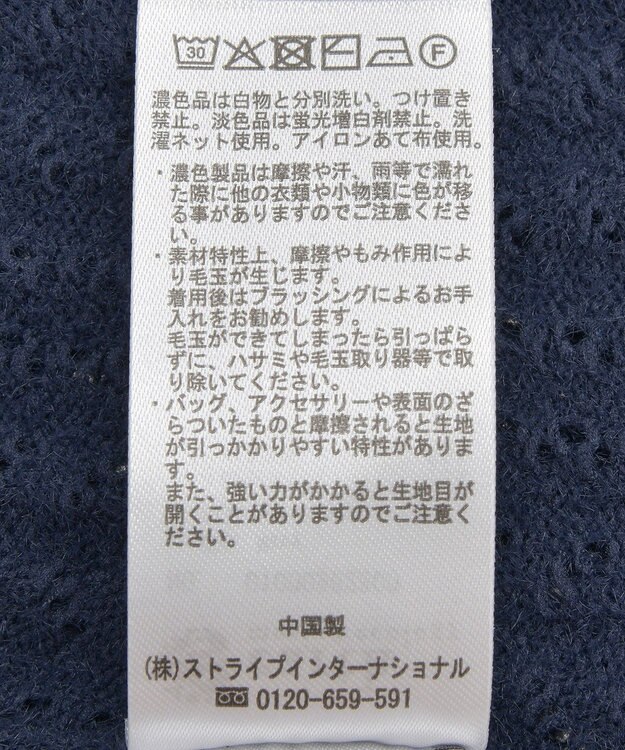 30 F
濃色品は白物と分別洗い。つけ置き
禁止。淡色品は蛍光増白剤禁止。洗
濯ネット使用。アイロンあて布使用。
・濃色製品は摩擦や汗、雨等で濡れ
た際に他の衣類や小物類に色が移
る事がありますのでご注意くださ
い。
・素材特性上、摩擦やもみ作用によ
り毛玉が生じます。
着用後はブラッシングによるお手
入れをお勧めします。
毛玉ができてしまったら引っぱら
ずに、ハサミや毛玉取り器等で取
り除いてください。
・バッグ、アクセサリーや表面のざ
らついたものと摩擦されると生地
が引っかかりやすい特性がありま
す。
また、強い力がかかると生地目が
開くことがありますのでご注意く
ださい。
中国製
(株)ストライプインターナショナル
0120-659-591